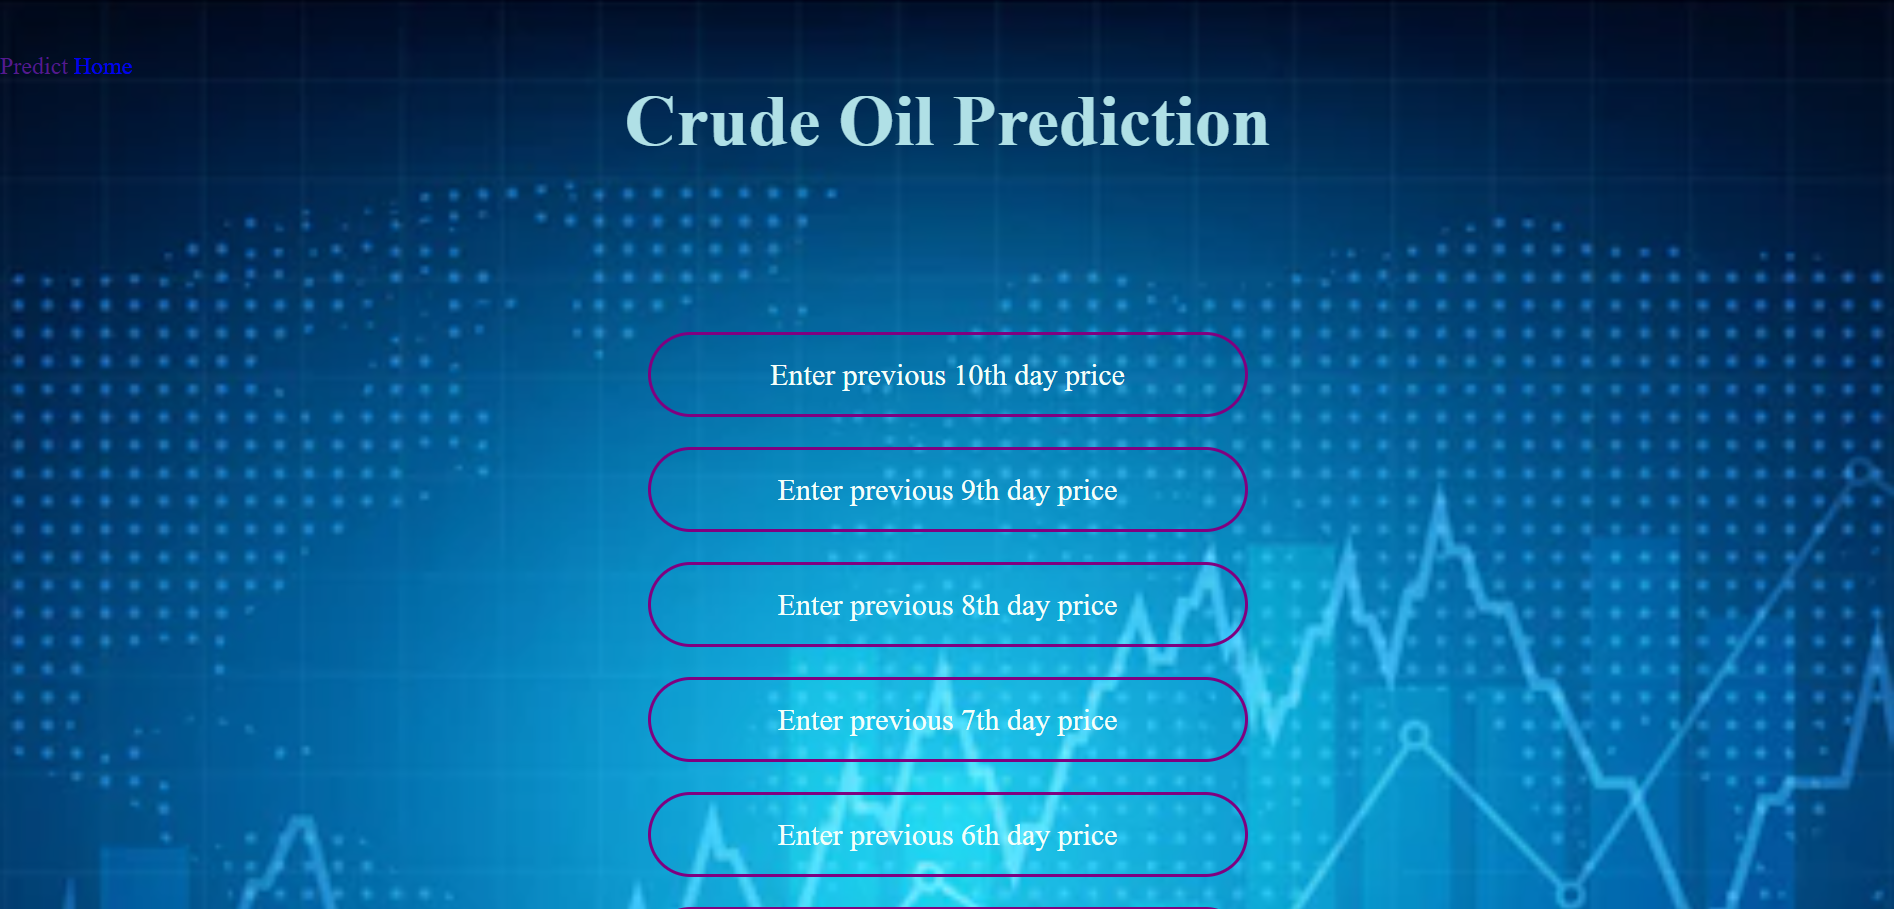 Predict Home
Crude Oil Prediction
Enter previous 10th day price
Enter previous 9th day price
Enter previous 8th day price
Enter previous 7th day price
Enter previous 6th day price